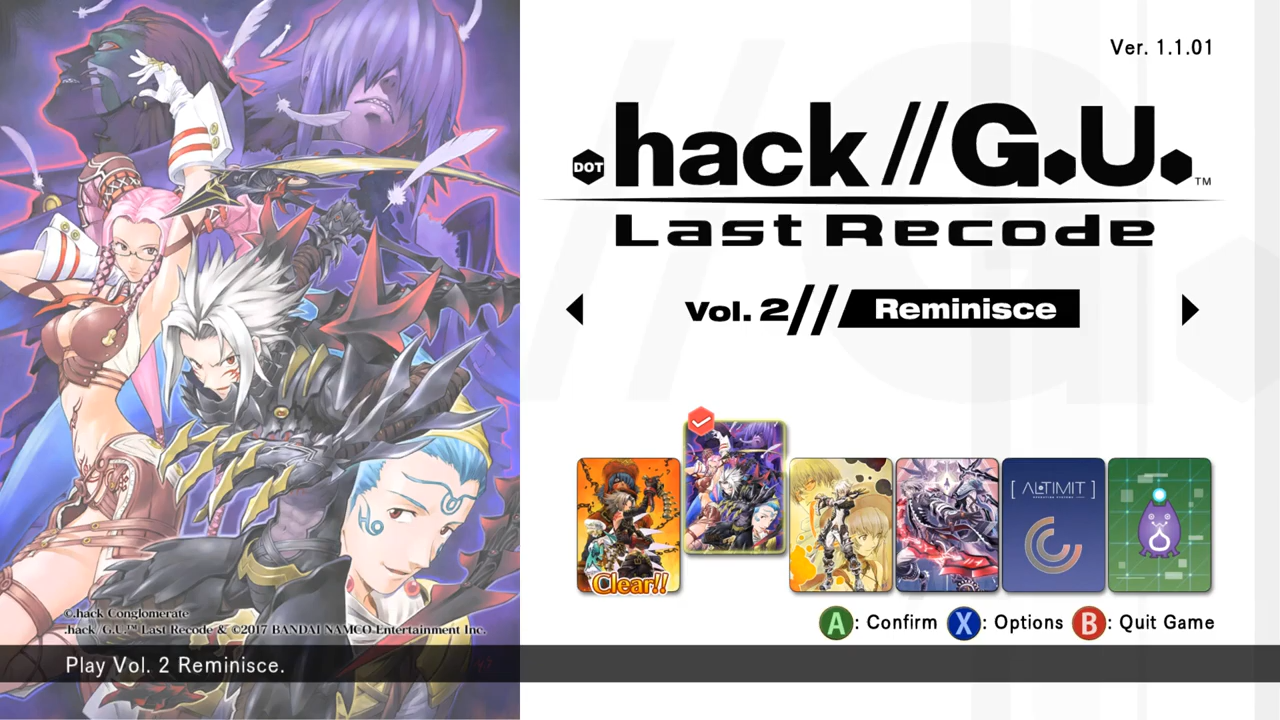 Ver. 1.1.01
DOT
.hack//G.U.
TM
Last Recode
Vol. 2// Reminisce
[ ALTIMIT ]
Clear!!
A: Confirm X: Options B: Quit Game
©.hack Conglomerate
.hack//G.U.™ Last Recode & ©2017 BANDAI NAMCO Entertainment Inc.
Play Vol. 2 Reminisce.